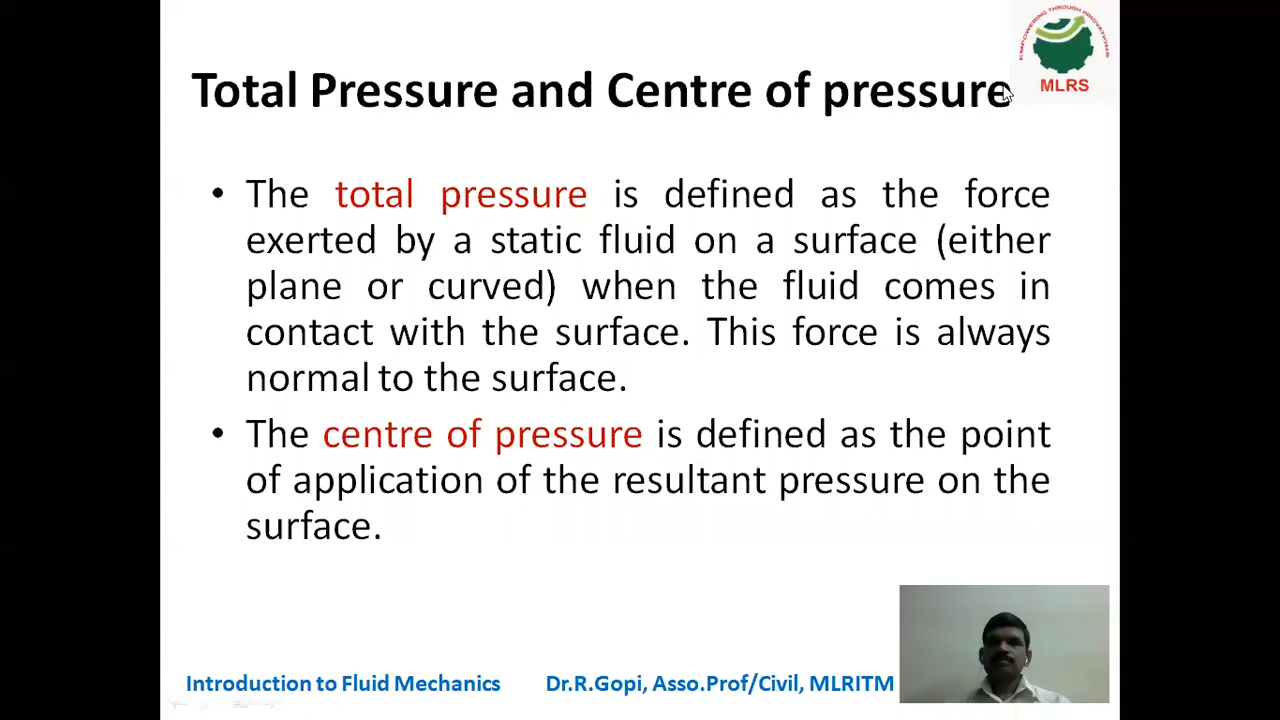 EMPOWERING THROUGH INNOVATIONS
MLRS
Total Pressure and Centre of pressure
• The total pressure is defined as the force
exerted by a static fluid on a surface (either
plane or curved) when the fluid comes in
contact with the surface. This force is always
normal to the surface.
• The centre of pressure is defined as the point
of application of the resultant pressure on the
surface.
Introduction to Fluid Mechanics Dr.R.Gopi, Asso.Prof/Civil, MLRITM